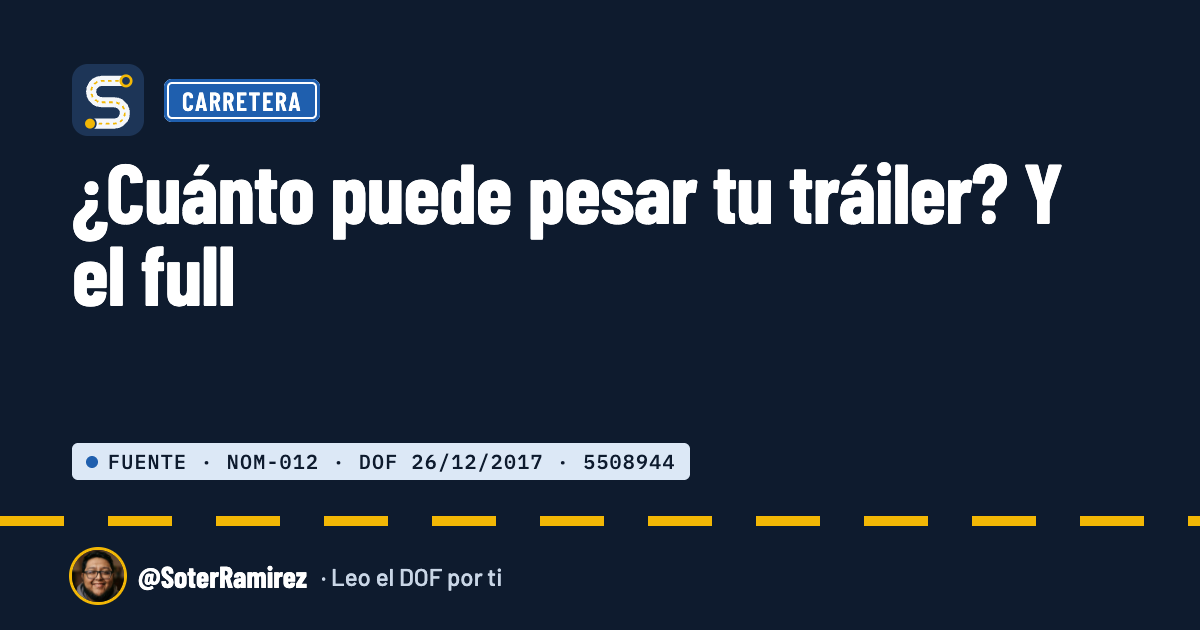 CARRETERA
¿Cuánto puede pesar tu tráiler? Y
el full
FUENTE · NOM-012 · DOF 26/12/2017 · 5508944
@SoterRamirez · Leo el DOF por ti